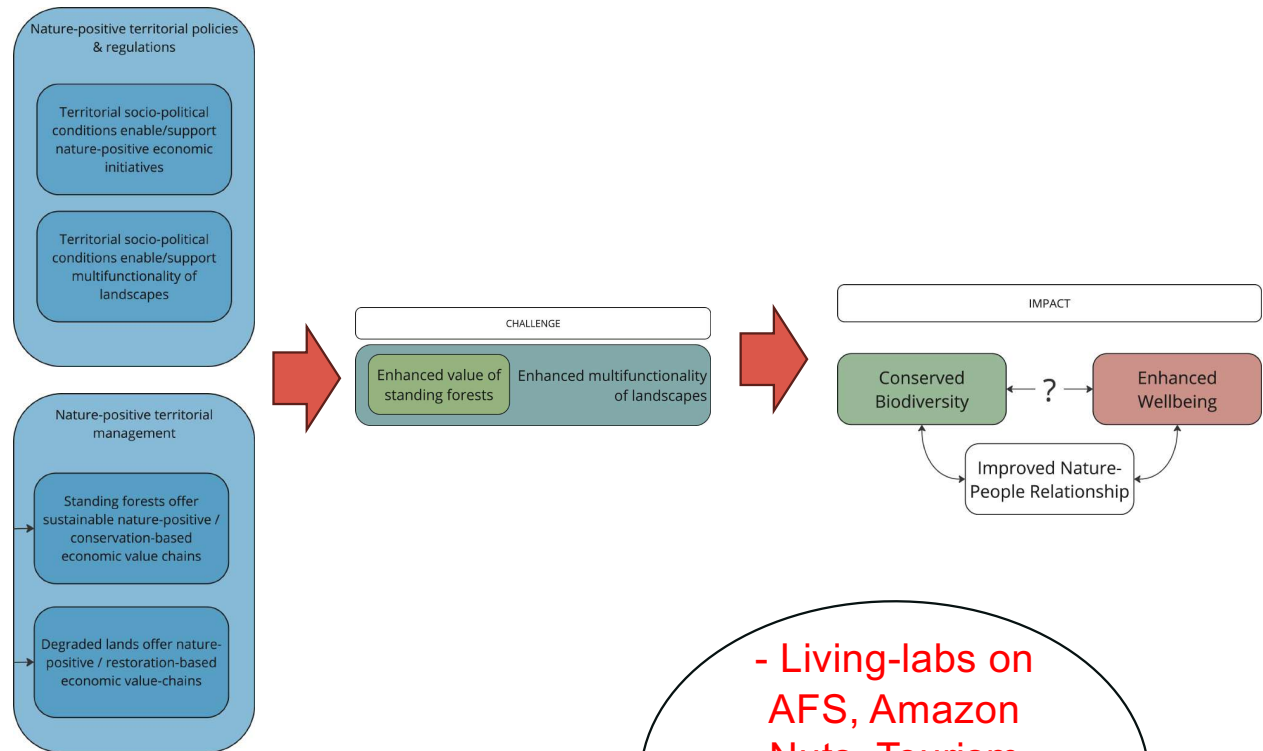 Nature-positive territorial policies
& regulations
Territorial socio-political
conditions enable/support
nature-positive economic
initiatives
Territorial socio-political
conditions enable/support
multifunctionality of
landscapes
Nature-positive territorial
management
Standing forests offer
sustainable nature-positive /
conservation-based
economic value chains
Degraded lands offer nature-
positive / restoration-based
economic value-chains
CHALLENGE
Enhanced value of
standing forests
Enhanced multifunctionality
of landscapes
IMPACT
Conserved
Biodiversity
?
Enhanced
Wellbeing
Improved Nature-
People Relationship
- Living-labs on
AFS, Amazon
Nuts, Tourism